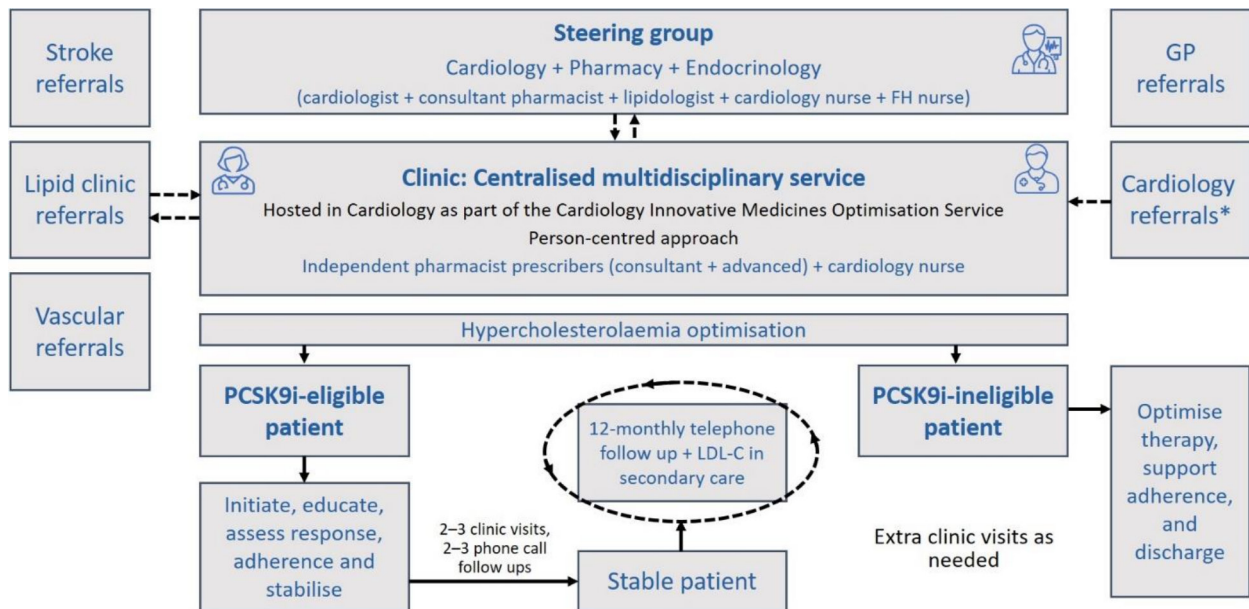 Stroke
referrals
Steering group
Cardiology + Pharmacy + Endocrinology
(cardiologist + consultant pharmacist + lipidologist + cardiology nurse + FH nurse)
GP
referrals
Lipid clinic
referrals
Clinic: Centralised multidisciplinary service
Hosted in Cardiology as part of the Cardiology Innovative Medicines Optimisation Service
Person-centred approach
Independent pharmacist prescribers (consultant + advanced) + cardiology nurse
Cardiology
referrals*
Vascular
referrals
Hypercholesterolaemia optimisation
PCSK9i-eligible
patient
12-monthly telephone
follow up + LDL-C in
secondary care
PCSK9i-ineligible
patient
Optimise
therapy,
support
adherence,
and
discharge
Initiate, educate,
assess response,
adherence and
stabilise
2–3 clinic visits,
2–3 phone call
follow ups
Stable patient
Extra clinic visits as
needed